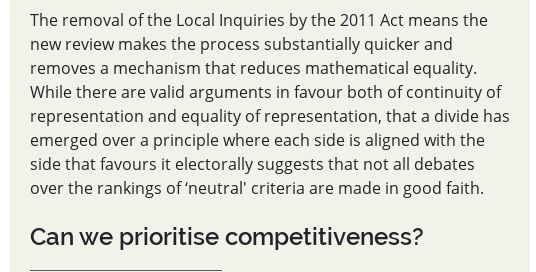 The removal of the Local Inquiries by the 2011 Act means the
new review makes the process substantially quicker and
removes a mechanism that reduces mathematical equality.
While there are valid arguments in favour both of continuity of
representation and equality of representation, that a divide has
emerged over a principle where each side is aligned with the
side that favours it electorally suggests that not all debates
over the rankings of ‘neutral' criteria are made in good faith.
Can we prioritise competitiveness?